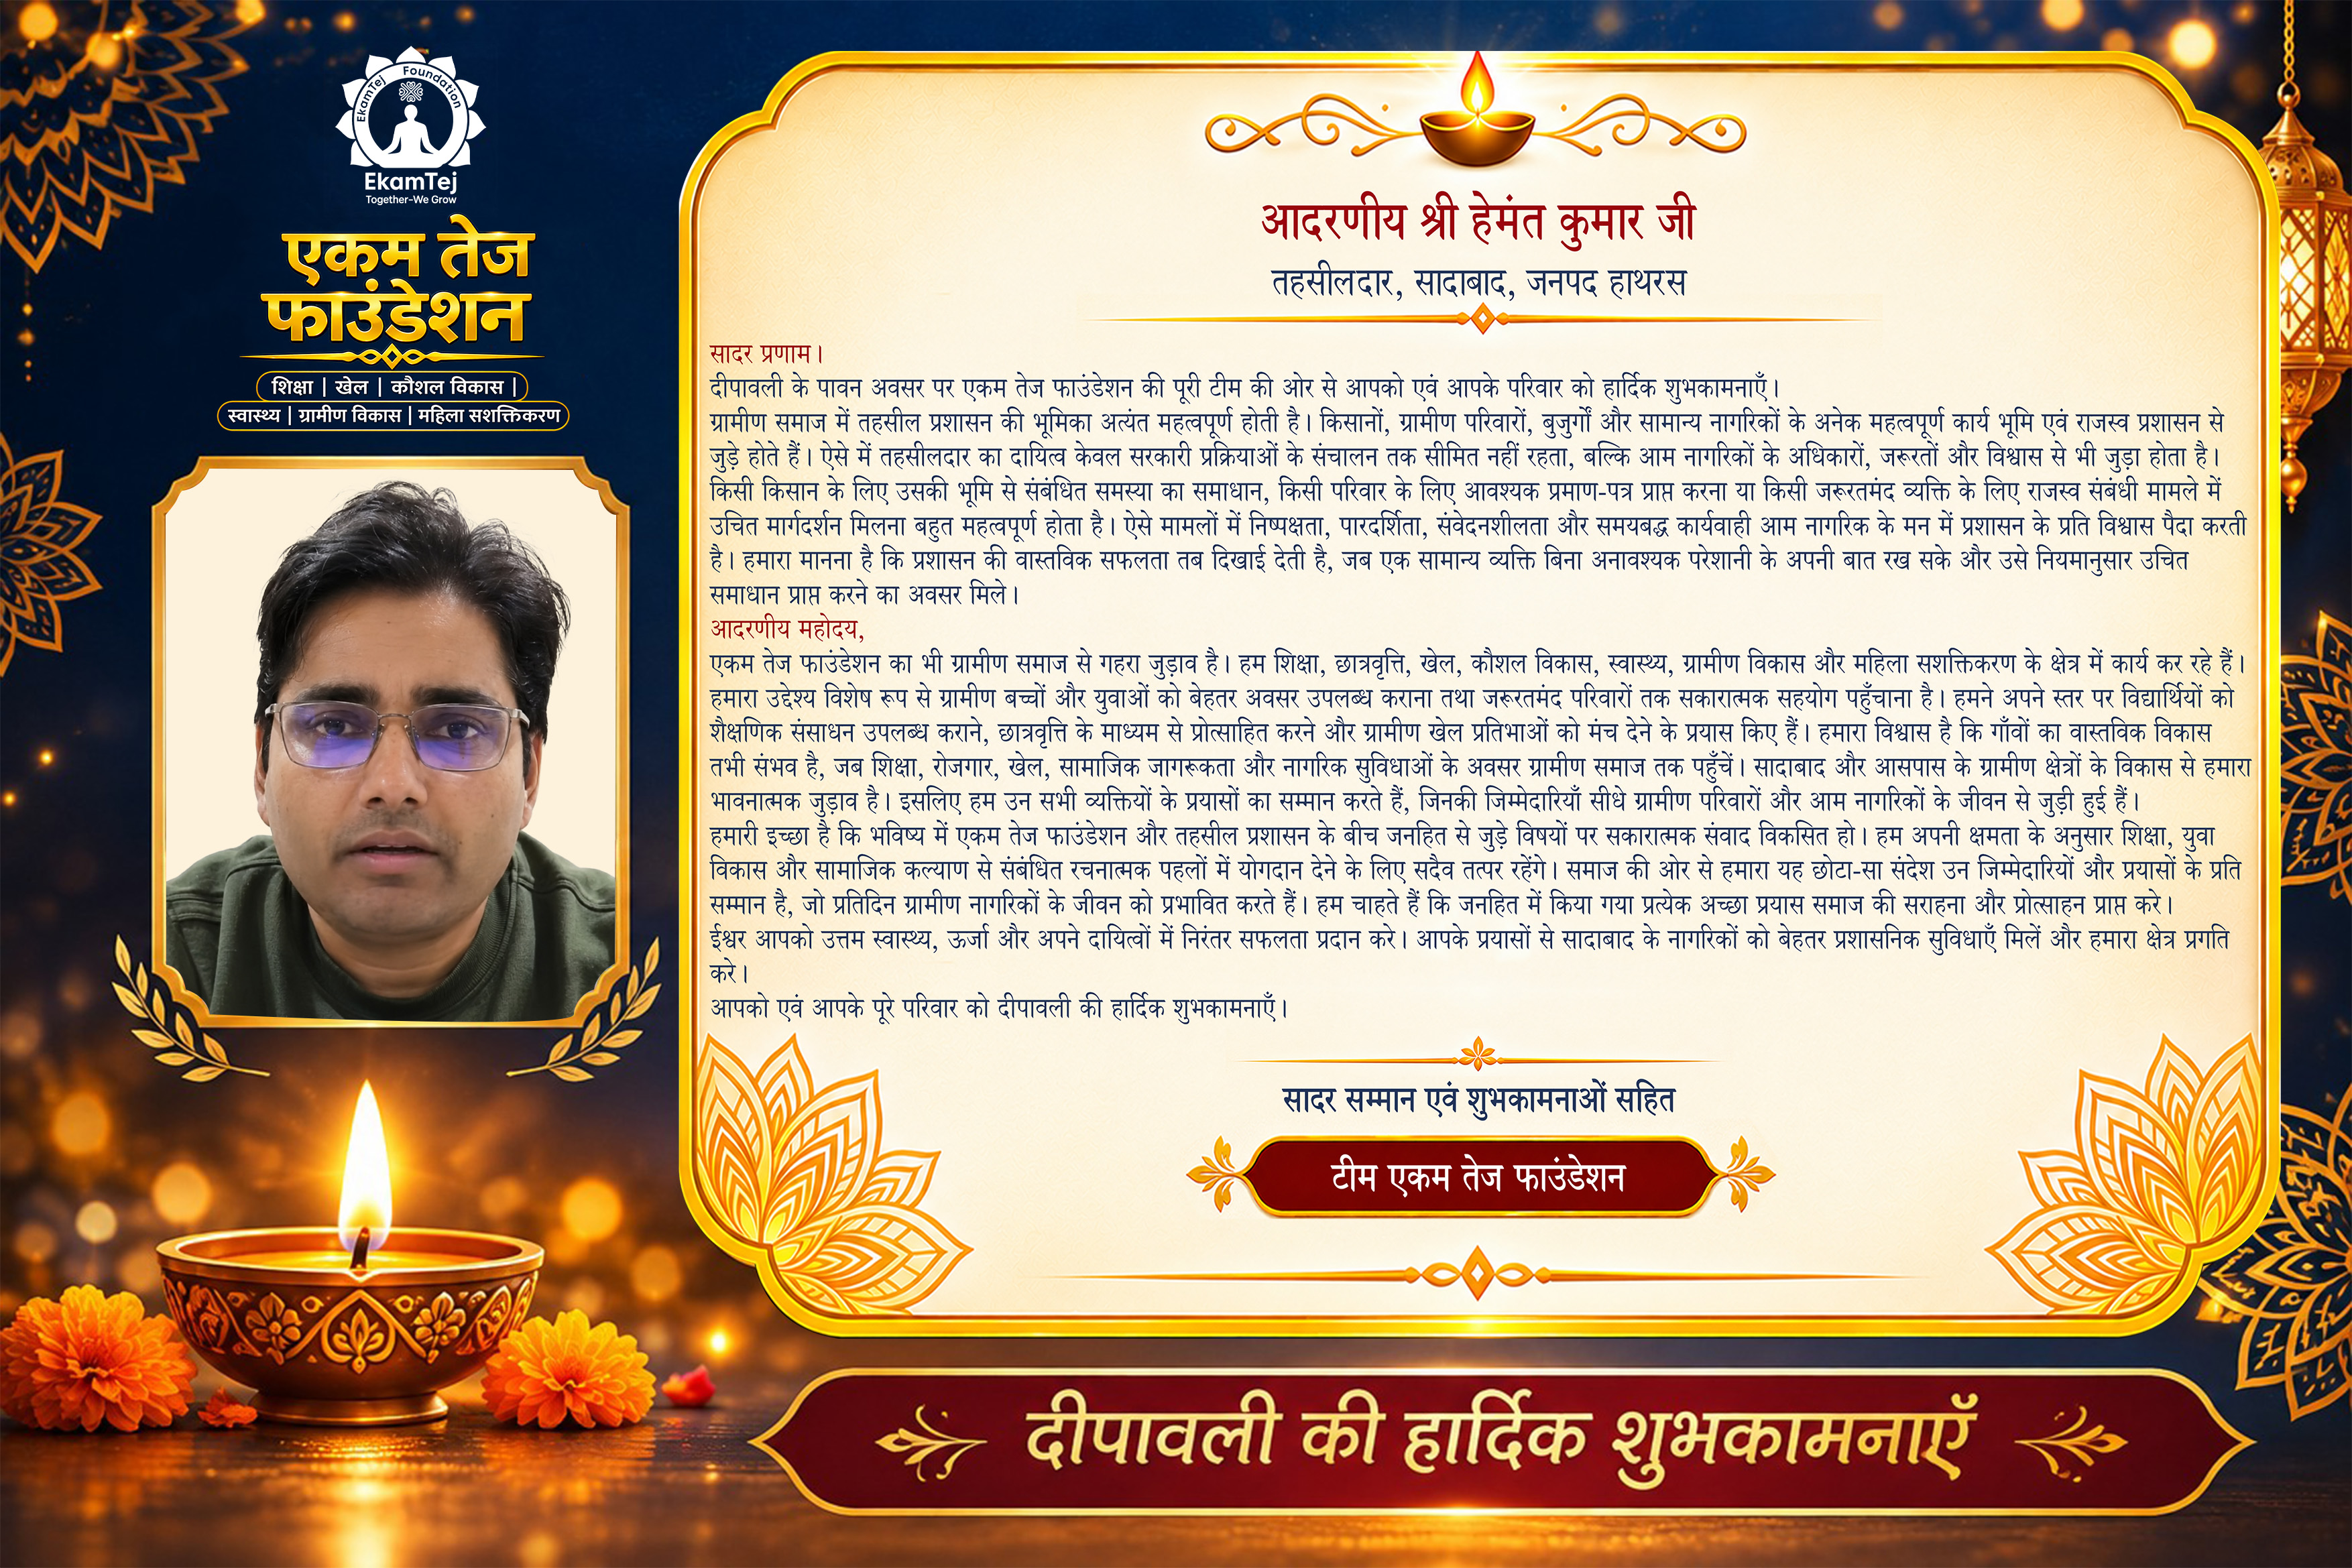 EkamTej Foundation
EkamTej
Together-We Grow
एकम तेज
फाउंडेशन
शिक्षा | खेल | कौशल विकास |
स्वास्थ्य | ग्रामीण विकास | महिला सशक्तिकरण
आदरणीय श्री हेमंत कुमार जी
तहसीलदार, सादाबाद, जनपद हाथरस
सादर प्रणाम।
दीपावली के पावन अवसर पर एकम तेज फाउंडेशन की पूरी टीम की ओर से आपको एवं आपके परिवार को हार्दिक शुभकामनाएँ।
ग्रामीण समाज में तहसील प्रशासन की भूमिका अत्यंत महत्वपूर्ण होती है। किसानों, ग्रामीण परिवारों, बुजुर्गों और सामान्य नागरिकों के अनेक महत्वपूर्ण कार्य भूमि एवं राजस्व प्रशासन से
जुड़े होते हैं। ऐसे में तहसीलदार का दायित्व केवल सरकारी प्रक्रियाओं के संचालन तक सीमित नहीं रहता, बल्कि आम नागरिकों के अधिकारों, जरूरतों और विश्वास से भी जुड़ा होता है।
किसी किसान के लिए उसकी भूमि से संबंधित समस्या का समाधान, किसी परिवार के लिए आवश्यक प्रमाण-पत्र प्राप्त करना या किसी जरूरतमंद व्यक्ति के लिए राजस्व संबंधी मामले में
उचित मार्गदर्शन मिलना बहुत महत्वपूर्ण होता है। ऐसे मामलों में निष्पक्षता, पारदर्शिता, संवेदनशीलता और समयबद्ध कार्यवाही आम नागरिक के मन में प्रशासन के प्रति विश्वास पैदा करती
है। हमारा मानना है कि प्रशासन की वास्तविक सफलता तब दिखाई देती है, जब एक सामान्य व्यक्ति बिना अनावश्यक परेशानी के अपनी बात रख सके और उसे नियमानुसार उचित
समाधान प्राप्त करने का अवसर मिले।
आदरणीय महोदय,
एकम तेज फाउंडेशन का भी ग्रामीण समाज से गहरा जुड़ाव है। हम शिक्षा, छात्रवृत्ति, खेल, कौशल विकास, स्वास्थ्य, ग्रामीण विकास और महिला सशक्तिकरण के क्षेत्र में कार्य कर रहे हैं।
हमारा उद्देश्य विशेष रूप से ग्रामीण बच्चों और युवाओं को बेहतर अवसर उपलब्ध कराना तथा जरूरतमंद परिवारों तक सकारात्मक सहयोग पहुँचाना है। हमने अपने स्तर पर विद्यार्थियों को
शैक्षणिक संसाधन उपलब्ध कराने, छात्रवृत्ति के माध्यम से प्रोत्साहित करने और ग्रामीण खेल प्रतिभाओं को मंच देने के प्रयास किए हैं। हमारा विश्वास है कि गाँवों का वास्तविक विकास
तभी संभव है, जब शिक्षा, रोजगार, खेल, सामाजिक जागरूकता और नागरिक सुविधाओं के अवसर ग्रामीण समाज तक पहुँचें। सादाबाद और आसपास के ग्रामीण क्षेत्रों के विकास से हमारा
भावनात्मक जुड़ाव है। इसलिए हम उन सभी व्यक्तियों के प्रयासों का सम्मान करते हैं, जिनकी जिम्मेदारियाँ सीधे ग्रामीण परिवारों और आम नागरिकों के जीवन से जुड़ी हुई हैं।
हमारी इच्छा है कि भविष्य में एकम तेज फाउंडेशन और तहसील प्रशासन के बीच जनहित से जुड़े विषयों पर सकारात्मक संवाद विकसित हो। हम अपनी क्षमता के अनुसार शिक्षा, युवा
विकास और सामाजिक कल्याण से संबंधित रचनात्मक पहलों में योगदान देने के लिए सदैव तत्पर रहेंगे। समाज की ओर से हमारा यह छोटा-सा संदेश उन जिम्मेदारियों और प्रयासों के प्रति
सम्मान है, जो प्रतिदिन ग्रामीण नागरिकों के जीवन को प्रभावित करते हैं। हम चाहते हैं कि जनहित में किया गया प्रत्येक अच्छा प्रयास समाज की सराहना और प्रोत्साहन प्राप्त करे।
ईश्वर आपको उत्तम स्वास्थ्य, ऊर्जा और अपने दायित्वों में निरंतर सफलता प्रदान करे। आपके प्रयासों से सादाबाद के नागरिकों को बेहतर प्रशासनिक सुविधाएँ मिलें और हमारा क्षेत्र प्रगति
करे।
आपको एवं आपके पूरे परिवार को दीपावली की हार्दिक शुभकामनाएँ।
सादर सम्मान एवं शुभकामनाओं सहित
टीम एकम तेज फाउंडेशन
दीपावली की हार्दिक शुभकामनाएँ